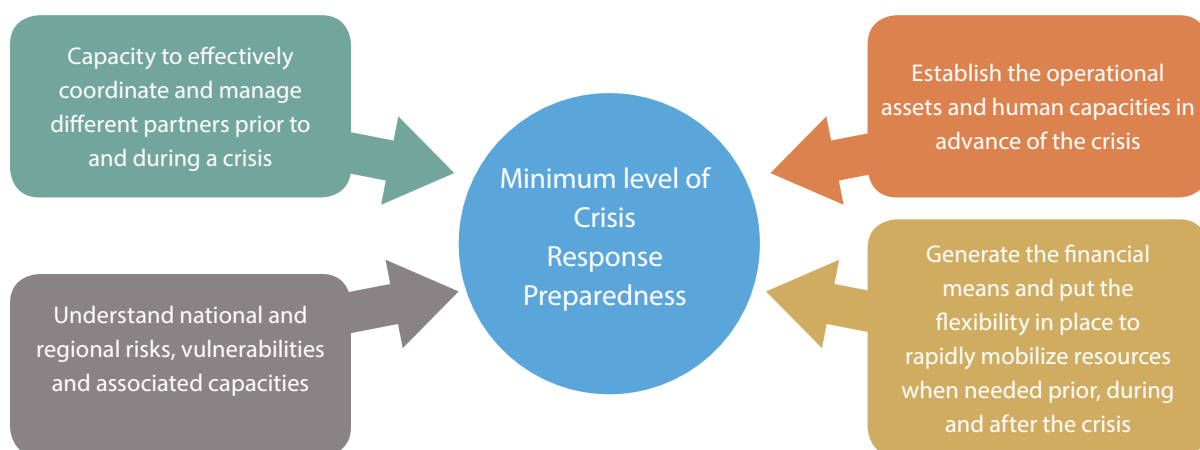 Capacity to effectively
coordinate and manage
different partners prior to
and during a crisis
Establish the operational
assets and human capacities in
advance of the crisis
Minimum level of
Crisis
Response
Preparedness
Understand national and
regional risks, vulnerabilities
and associated capacities
Generate the financial
means and put the
flexibility in place to
rapidly mobilize resources
when needed prior, during
and after the crisis